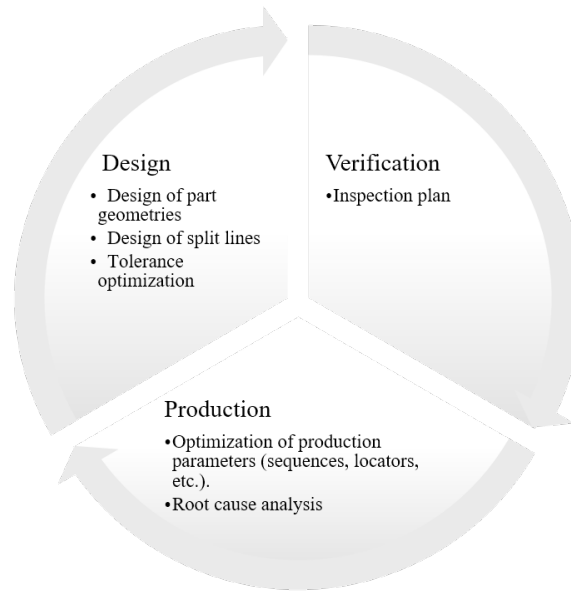 Design
• Design of part
geometries
• Design of split lines
• Tolerance
optimization
Verification
•Inspection plan
Production
•Optimization of production
parameters (sequences, locators,
etc.).
•Root cause analysis